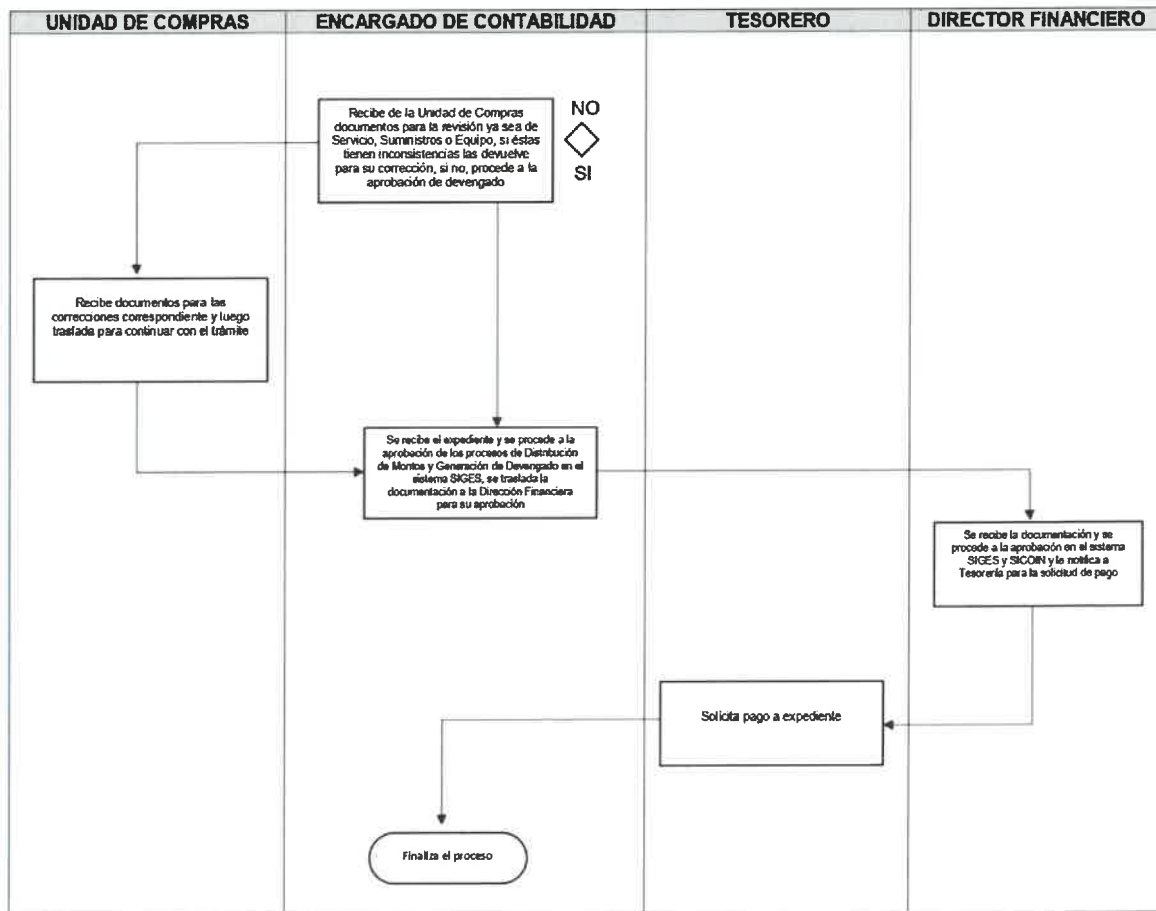 UNIDAD DE COMPRAS
ENCARGADO DE CONTABILIDAD
TESORERO
DIRECTOR FINANCIERO
Recibe de la Unidad de Compras
documentos para la revisión ya sea de
Servicio, Suministros o Equipo, si éstas
tienen inconsistencias las devuelve
para su corrección, si no, procede a la
aprobación de devengado
NO
SI
Recibe documentos para las
correcciones correspondiente y luego
traslada para continuar con el trámite
Se recibe el expediente y se procede a la
aprobación de los procesos de Distribución
de Montos y Generación de Devengado en el
sistema SIGES, se traslada la
documentación a la Dirección Financiera
para su aprobación
Se recibe la documentación y se
procede a la aprobación en el sistema
SIGES y SICOIN y le notifica a
Tesorería para la solicitud de pago
Solicita pago a expediente
Finaliza el proceso